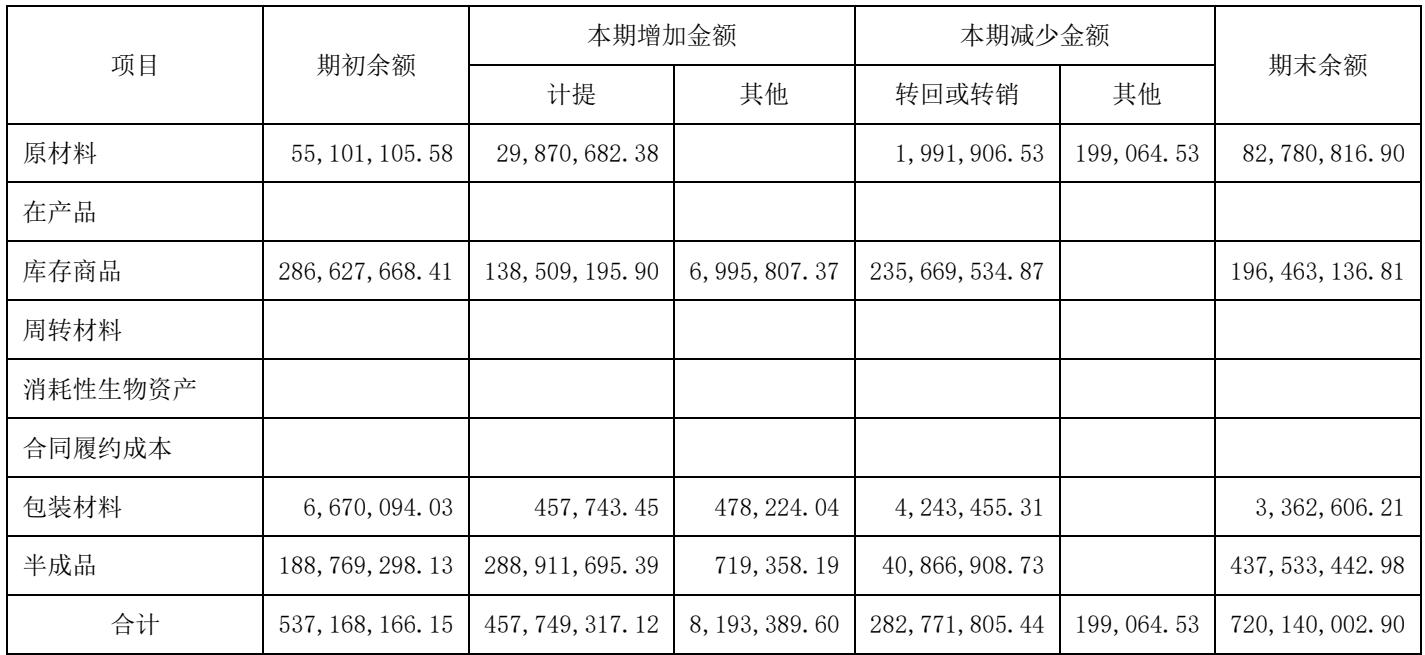 项目 期初余额 本期增加金额 本期减少金额 期末余额
计提 其他 转回或转销 其他
原材料 55,101,105.58 29,870,682.38 1,991,906.53 199,064.53 82,780,816.90
在产品
库存商品 286,627,668.41 138,509,195.90 6,995,807.37 235,669,534.87 196,463,136.81
周转材料
消耗性生物资产
合同履约成本
包装材料 6,670,094.03 457,743.45 478,224.04 4,243,455.31 3,362,606.21
半成品 188,769,298.13 288,911,695.39 719,358.19 40,866,908.73 437,533,442.98
合计 537,168,166.15 457,749,317.12 8,193,389.60 282,771,805.44 199,064.53 720,140,002.90